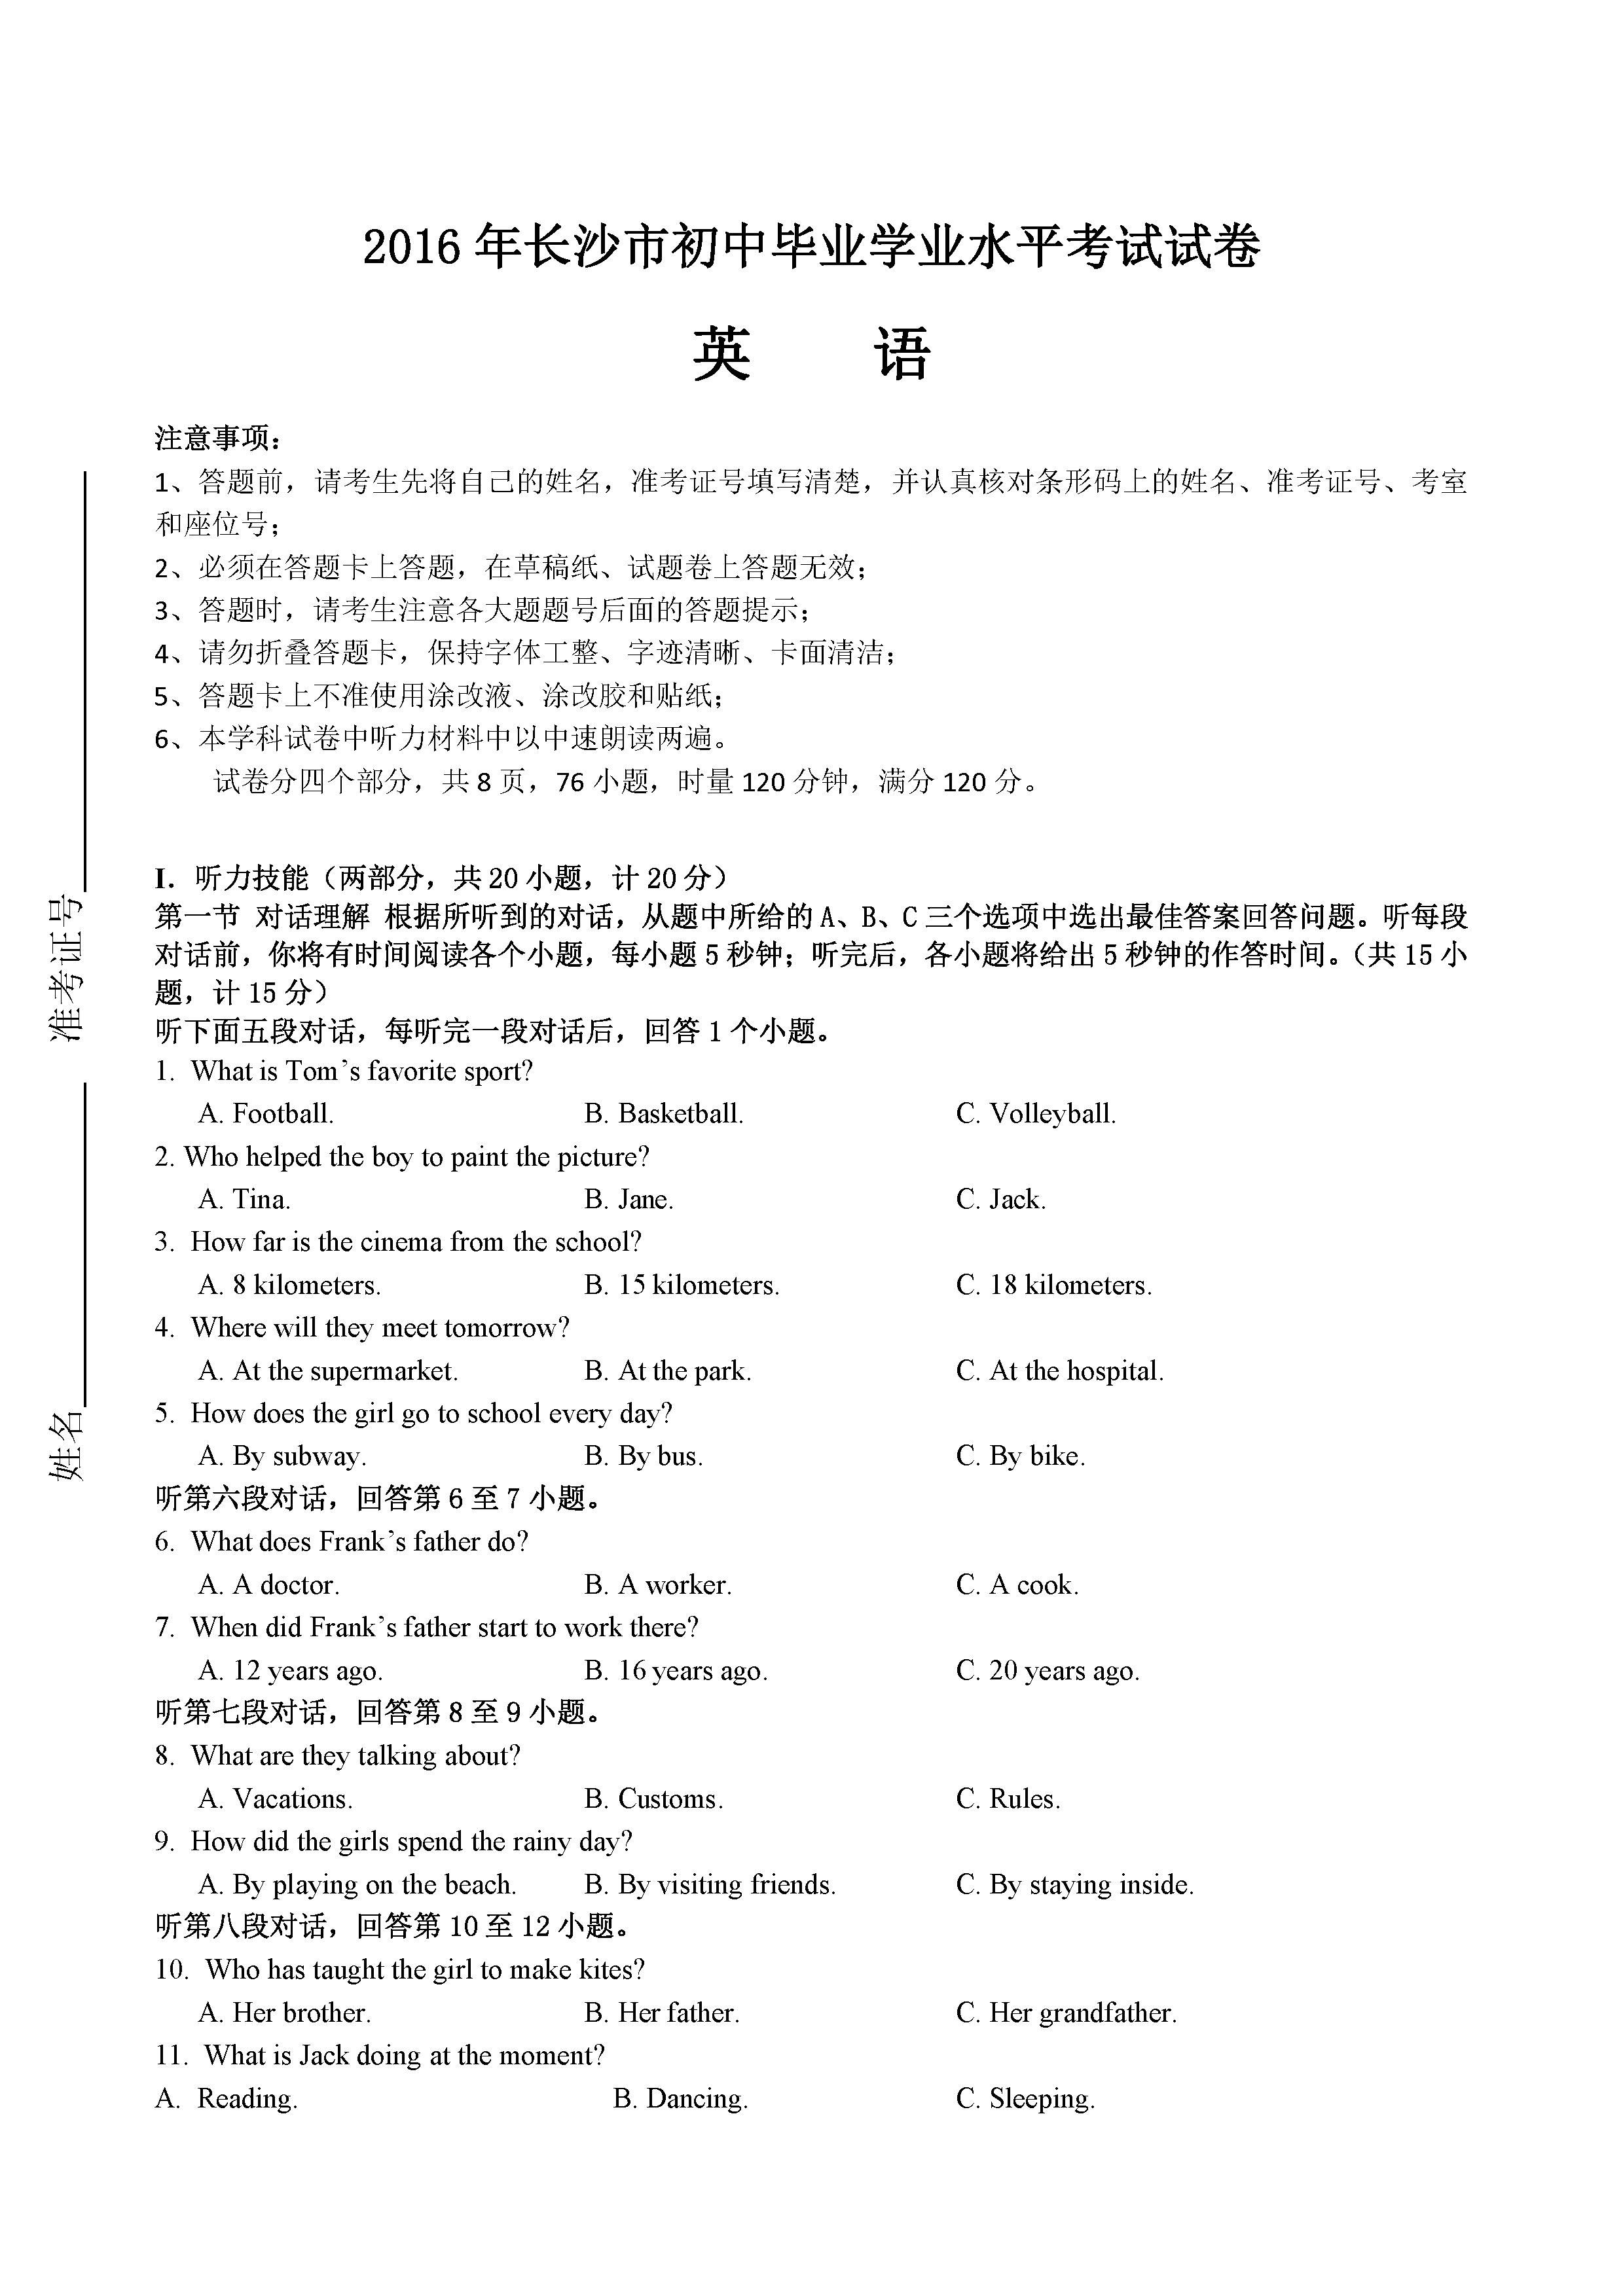 2016 年长沙市初中毕业学业水平考试试卷
英 语
注意事项：
1、答题前，请考生先将自己的姓名，准考证号填写清楚，并认真核对条形码上的姓名、准考证号、考室
和座位号；
2、必须在答题卡上答题，在草稿纸、试题卷上答题无效；
3、答题时，请考生注意各大题题号后面的答题提示；
4、请勿折叠答题卡，保持字体工整、字迹清晰、卡面清洁；
5、答题卡上不准使用涂改液、涂改胶和贴纸；
6、本学科试卷中听力材料中以中速朗读两遍。
试卷分四个部分，共 8 页，76 小题，时量 120 分钟，满分 120 分。
I．听力技能（两部分，共 20 小题，计 20 分）
第一节 对话理解 根据所听到的对话，从题中所给的 A、B、C 三个选项中选出最佳答案回答问题。听每段
对话前，你将有时间阅读各个小题，每小题 5 秒钟；听完后，各小题将给出 5 秒钟的作答时间。（共 15 小
题，计 15 分）
听下面五段对话，每听完一段对话后，回答 1 个小题。
1. What is Tom’s favorite sport?
A. Football. B. Basketball. C. Volleyball.
2. Who helped the boy to paint the picture?
A. Tina. B. Jane. C. Jack.
3. How far is the cinema from the school?
A. 8 kilometers. B. 15 kilometers. C. 18 kilometers.
4. Where will they meet tomorrow?
A. At the supermarket. B. At the park. C. At the hospital.
5. How does the girl go to school every day?
A. By subway. B. By bus. C. By bike.
听第六段对话，回答第 6 至 7 小题。
6. What does Frank’s father do?
A. A doctor. B. A worker. C. A cook.
7. When did Frank’s father start to work there?
A. 12 years ago. B. 16 years ago. C. 20 years ago.
听第七段对话，回答第 8 至 9 小题。
8. What are they talking about?
A. Vacations. B. Customs. C. Rules.
9. How did the girls spend the rainy day?
A. By playing on the beach. B. By visiting friends. C. By staying inside.
听第八段对话，回答第 10 至 12 小题。
10. Who has taught the girl to make kites?
A. Her brother. B. Her father. C. Her grandfather.
11. What is Jack doing at the moment?
A. Reading. B. Dancing. C. Sleeping.
姓名 准考证号